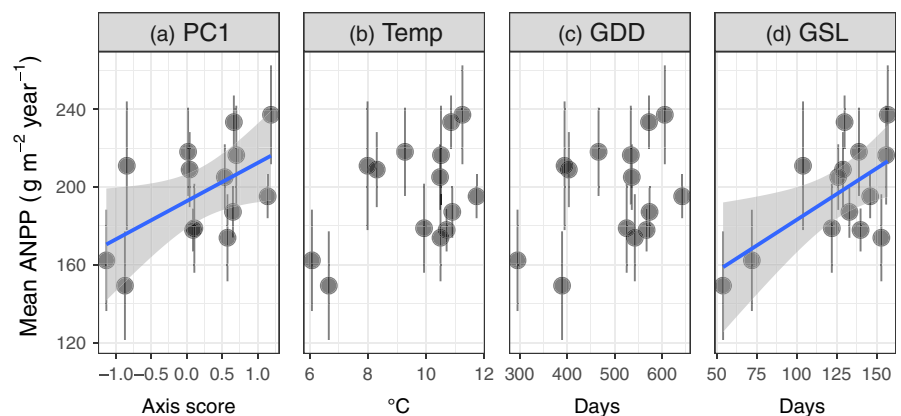 (a) PC1 (b) Temp (c) GDD (d) GSL
Mean ANPP (g m⁻² year⁻¹)
240
200
160
120
−1.0 −0.5 0.0 0.5 1.0 6 8 10 12 300 400 500 600 50 75 100 125 150
Axis score °C Days Days